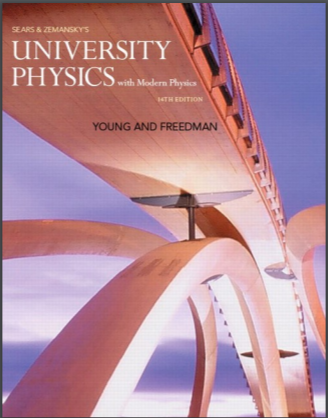 SEARS & ZEMANSKY'S
UNIVERSITY
PHYSICS with Modern Physics
14TH EDITION
YOUNG AND FREEDMAN